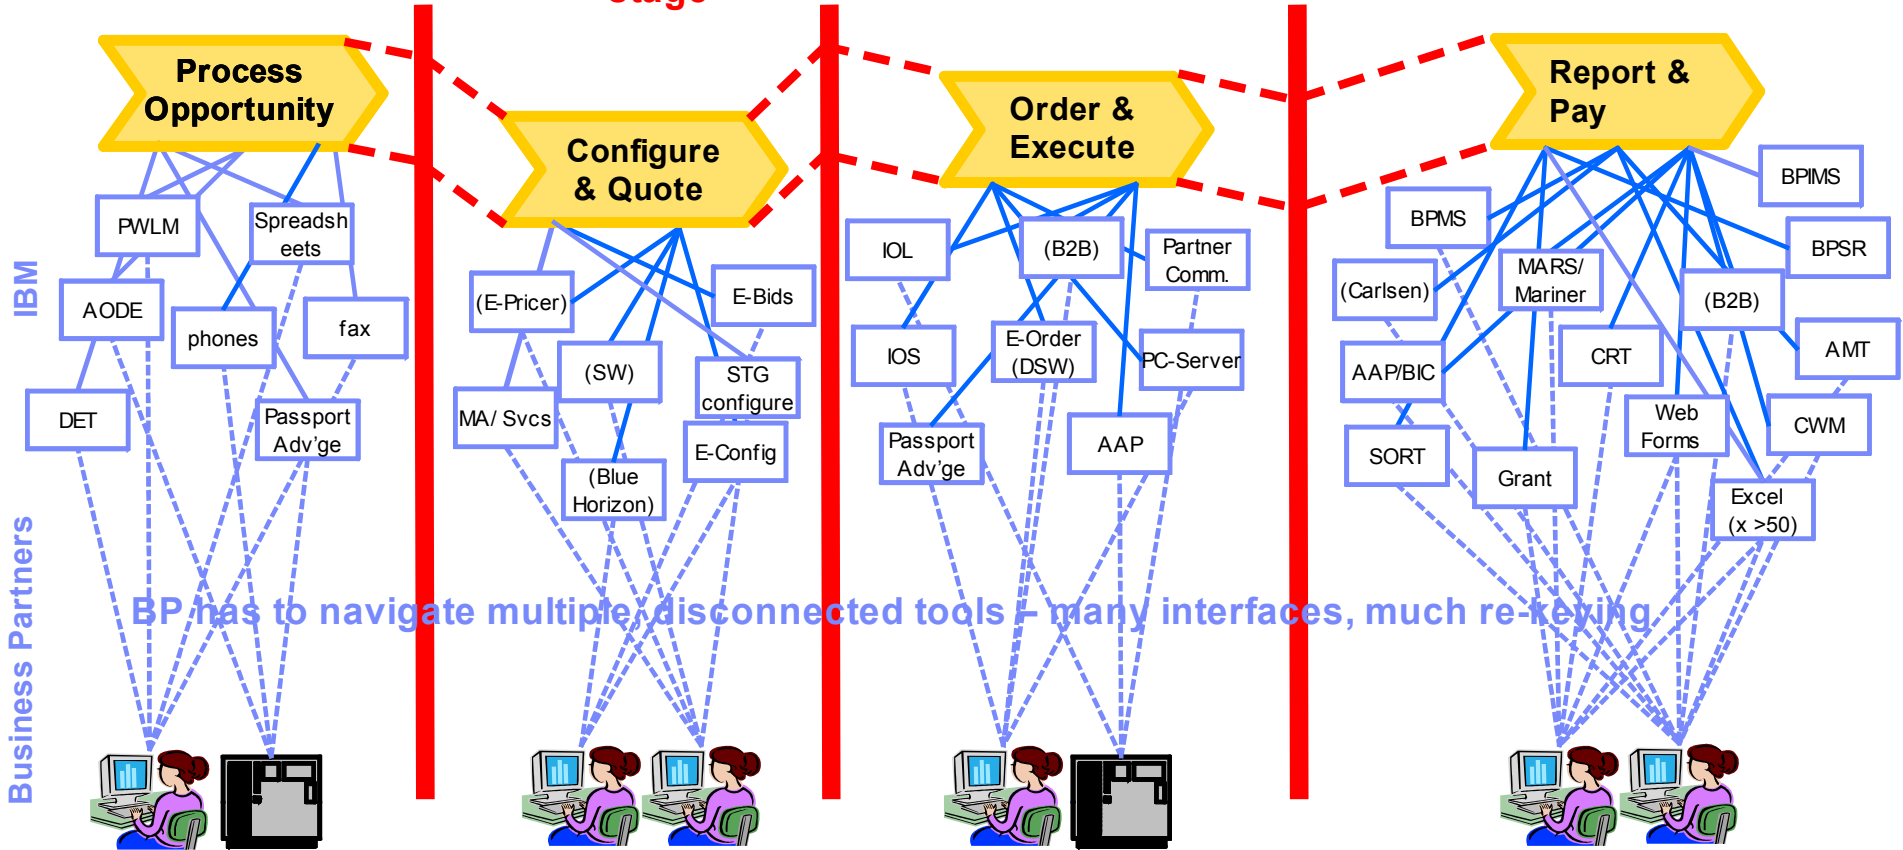 stage
Process
Opportunity
Configure
& Quote
Order &
Execute
Report &
Pay
IBM
Business Partners
PWLM
Spreadsh
eets
AODE
phones
fax
DET
Passport
Adv'ge
(E-Pricer)
E-Bids
(SW)
STG
configure
MA/ Svcs
E-Config
(Blue
Horizon)
IOL
(B2B)
Partner
Comm.
IOS
E-Order
(DSW)
PC-Server
Passport
Adv'ge
AAP
BPIMS
BPMS
BPSR
(Carlsen)
MARS/
Mariner
(B2B)
AAP/BIC
CRT
AMT
SORT
Grant
Web
Forms
CWM
Excel
(x >50)
BP has to navigate multiple, disconnected tools – many interfaces, much re-keying